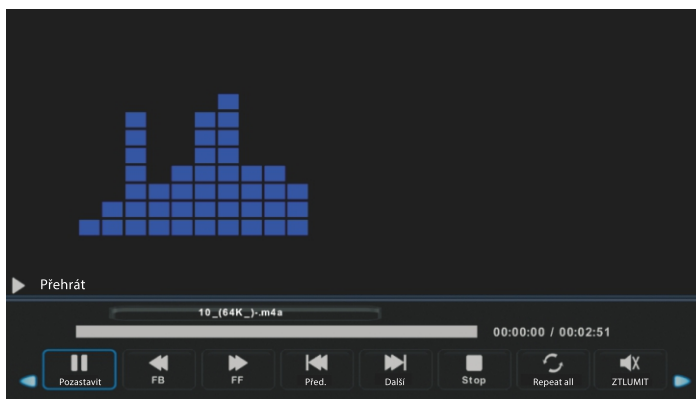 Přehrát
10_(64K_)-.m4a
00:00:00 / 00:02:51
Pozastavit FB FF Před. Další Stop Repeat all ZTLUMIT